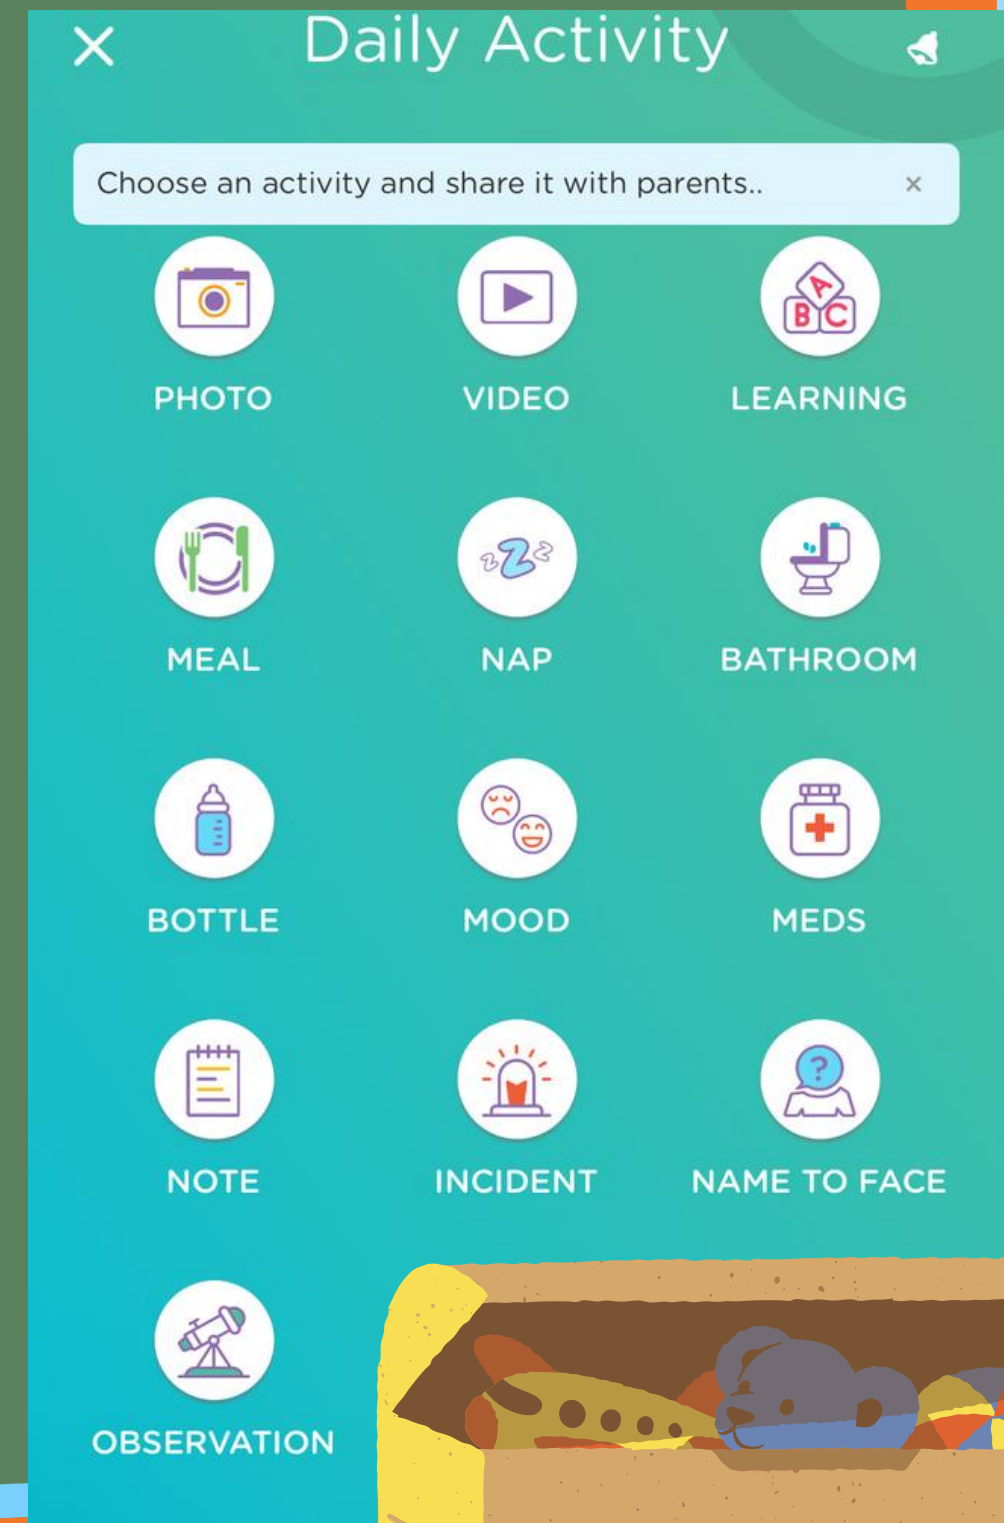 Daily Activity
Choose an activity and share it with parents..
PHOTO
VIDEO
LEARNING
A
B C
MEAL
NAP
BATHROOM
z Z z
BOTTLE
MOOD
MEDS
NOTE
INCIDENT
NAME TO FACE
?
OBSERVATION